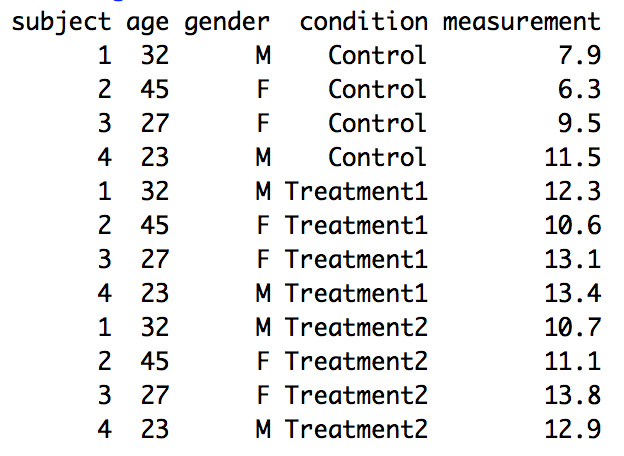 subject age gender condition measurement
1 32 M Control 7.9
2 45 F Control 6.3
3 27 F Control 9.5
4 23 M Control 11.5
1 32 M Treatment1 12.3
2 45 F Treatment1 10.6
3 27 F Treatment1 13.1
4 23 M Treatment1 13.4
1 32 M Treatment2 10.7
2 45 F Treatment2 11.1
3 27 F Treatment2 13.8
4 23 M Treatment2 12.9